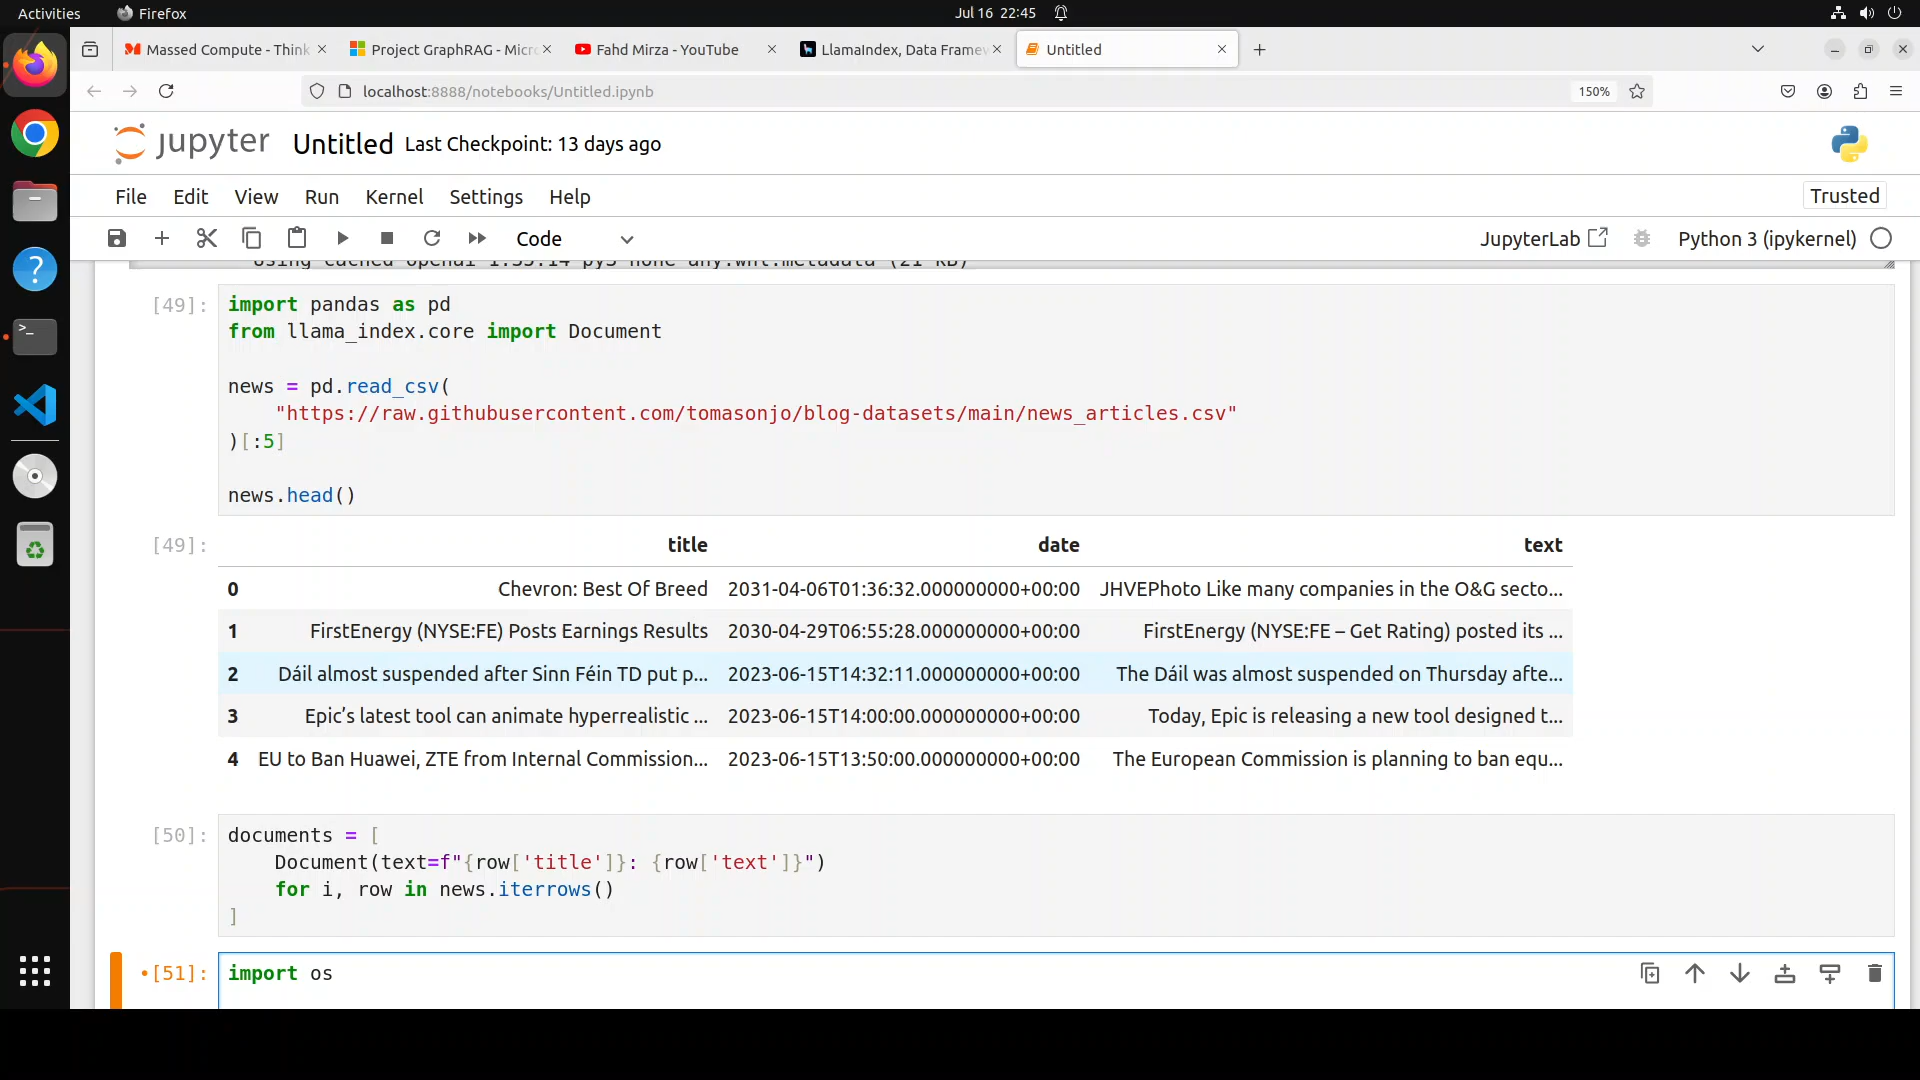 Activities Firefox Jul 16 22:45
Massed Compute - Think Project GraphRAG - Micr Fahd Mirza - YouTube LlamaIndex, Data Framew Untitled
localhost:8888/notebooks/Untitled.ipynb 150%
jupyter Untitled Last Checkpoint: 13 days ago
File Edit View Run Kernel Settings Help Trusted
Code JupyterLab Python 3 (ipykernel)
[49]: import pandas as pd
from llama_index.core import Document
news = pd.read_csv(
"https://raw.githubusercontent.com/tomasonjo/blog-datasets/main/news_articles.csv"
)[:5]
news.head()
[49]: title date text
0 Chevron: Best Of Breed 2031-04-06T01:36:32.000000000+00:00 JHVEPhoto Like many companies in the O&G secto...
1 FirstEnergy (NYSE:FE) Posts Earnings Results 2030-04-29T06:55:28.000000000+00:00 FirstEnergy (NYSE:FE – Get Rating) posted its ...
2 Dáil almost suspended after Sinn Féin TD put p... 2023-06-15T14:32:11.000000000+00:00 The Dáil was almost suspended on Thursday afte...
3 Epic’s latest tool can animate hyperrealistic ... 2023-06-15T14:00:00.000000000+00:00 Today, Epic is releasing a new tool designed t...
4 EU to Ban Huawei, ZTE from Internal Commission... 2023-06-15T13:50:00.000000000+00:00 The European Commission is planning to ban equ...
[50]: documents = [
Document(text=f"{row['title']}: {row['text']}")
for i, row in news.iterrows()
]
•[51]: import os